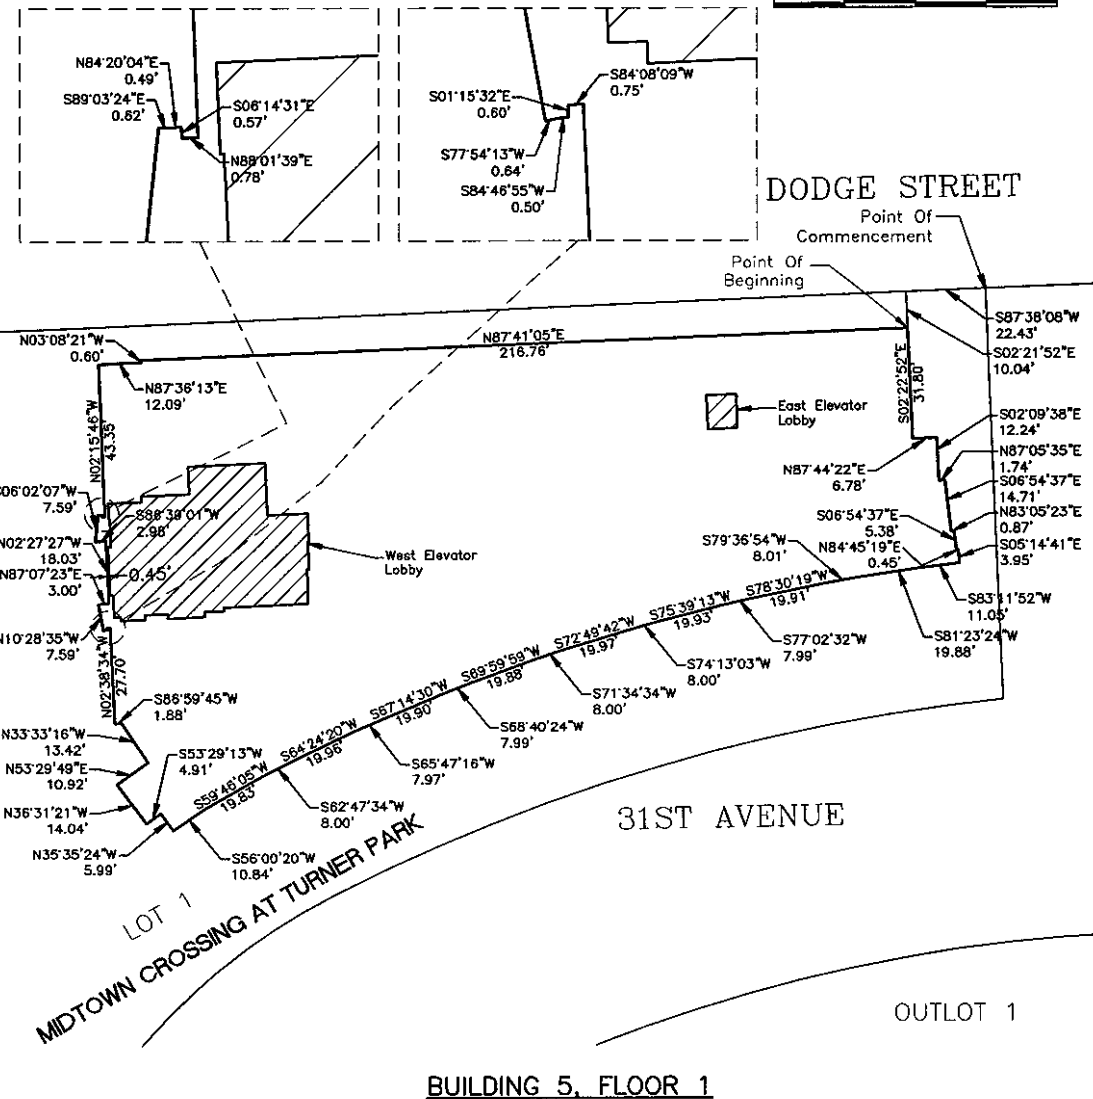 N84°20'04"E
0.49'
S89°03'24"E
0.62'
S06°14'31"E
0.57'
N88°01'39"E
0.78'
S84°08'09"W
0.75'
S01°15'32"E
0.60'
S77°54'13"W
0.64'
S84°46'55"W
0.50'
DODGE STREET
Point Of
Commencement
Point Of
Beginning
S87°38'08"W
22.43'
S02°21'52"E
10.04'
N03°08'21"W
0.60'
N87°41'05"E
216.76'
N87°36'13"E
12.09'
S02°22'52"E
31.80'
N02°15'46"W
43.35'
East Elevator
Lobby
S02°09'38"E
12.24'
N87°05'35"E
1.74'
N87°44'22"E
6.78'
S06°54'37"E
14.71'
S06°02'07"W
7.59'
S86°39'01"W
2.98'
N83°05'23"E
0.87'
S06°54'37"E
5.38'
S79°36'54"W
8.01'
N84°45'19"E
0.45'
S05°14'41"E
3.95'
N02°27'27"W
18.03'
West Elevator
Lobby
N87°07'23"E
3.00'
0.45'
S83°11'52"W
11.05'
S78°30'19"W
19.91'
S75°39'13"W
19.93'
S81°23'24"W
19.88'
N10°28'35"W
7.59'
S72°49'42"W
19.97'
S77°02'32"W
7.99'
N02°38'34"W
27.70'
S69°59'59"W
19.88'
S74°13'03"W
8.00'
S86°59'45"W
1.88'
S67°14'30"W
19.90'
S71°34'34"W
8.00'
N33°33'16"W
13.42'
S53°29'13"W
4.91'
S64°24'20"W
19.96'
S68°40'24"W
7.99'
N53°29'49"E
10.92'
S59°46'05"W
19.83'
S65°47'16"W
7.97'
N36°31'21"W
14.04'
S62°47'34"W
8.00'
31ST AVENUE
N35°35'24"W
5.99'
S56°00'20"W
10.84'
LOT 1
MIDTOWN CROSSING AT TURNER PARK
OUTLOT 1
BUILDING 5, FLOOR 1